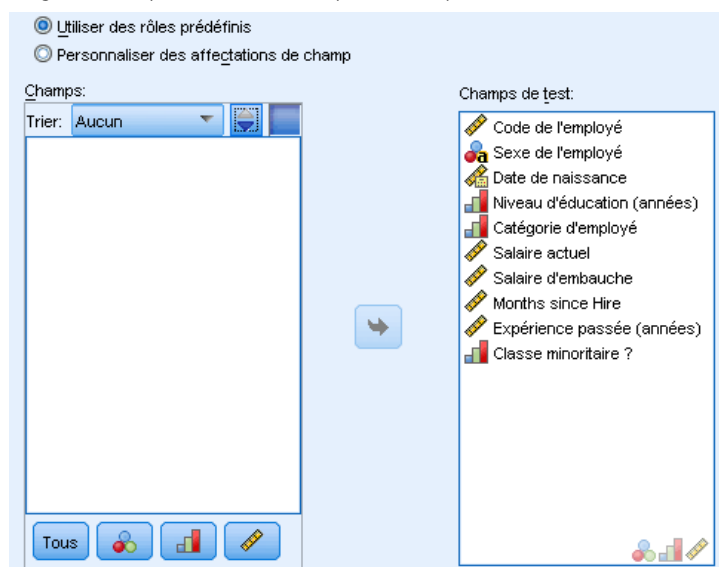 Utiliser des rôles prédéfinis
Personnaliser des affectations de champ
Champs:
Trier: Aucun
Tous
Champs de test:
Code de l'employé
a Sexe de l'employé
Date de naissance
Niveau d'éducation (années)
Catégorie d'employé
Salaire actuel
Salaire d'embauche
Months since Hire
Expérience passée (années)
Classe minoritaire ?